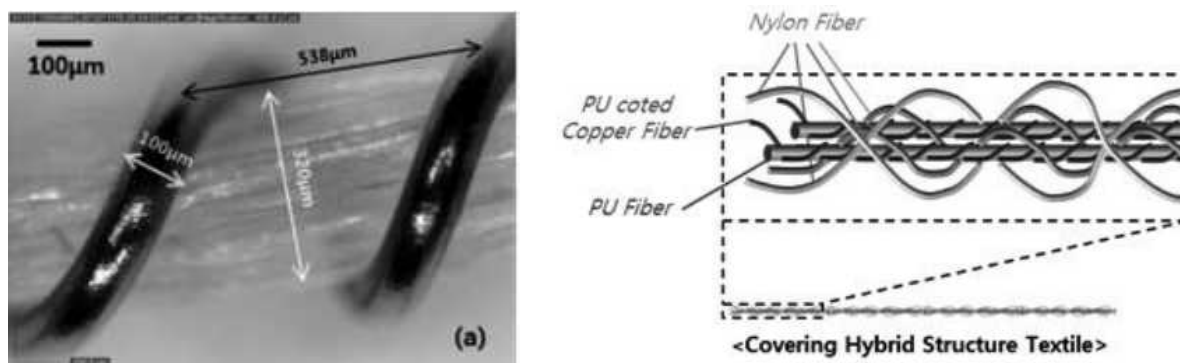 538μm
100μm
100μm
320μm
(a)
Nylon Fiber
PU coted
Copper Fiber
PU Fiber
<Covering Hybrid Structure Textile>